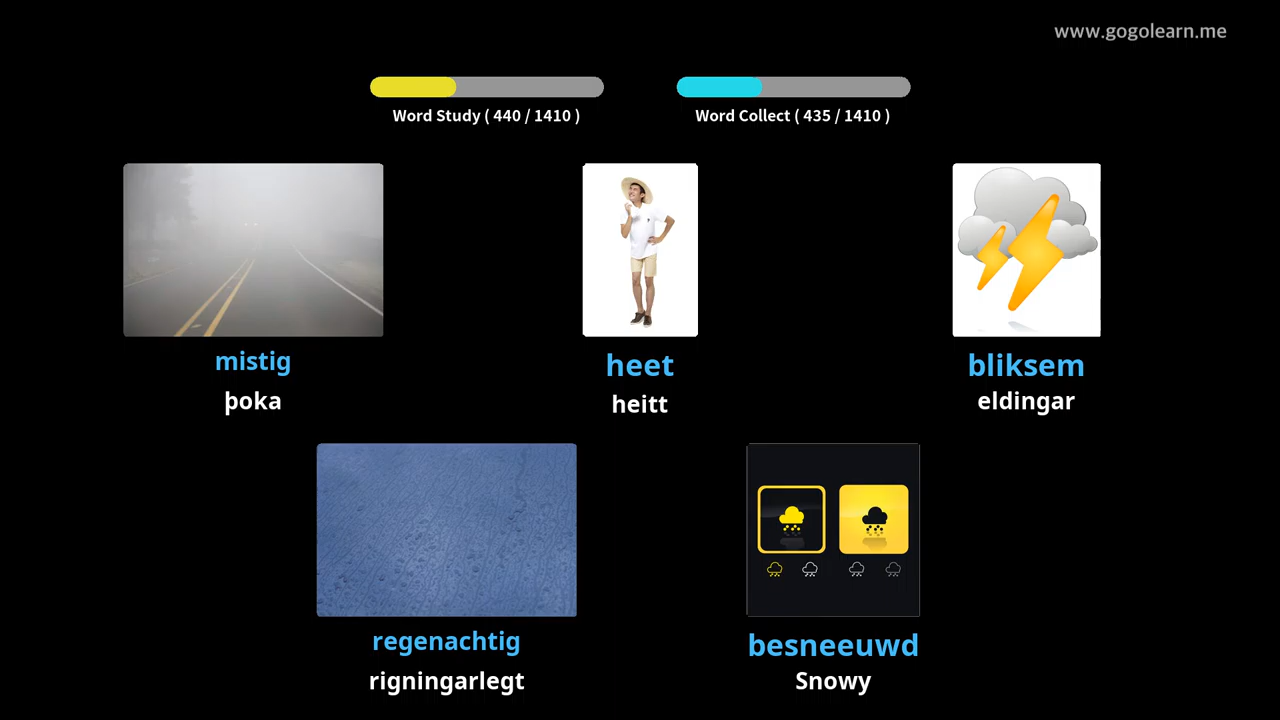 www.gogolearn.me
Word Study ( 440 / 1410 )
Word Collect ( 435 / 1410 )
mistig
þoka
heet
heitt
bliksem
eldingar
regenachtig
rigningarlegt
besneeuwd
Snowy